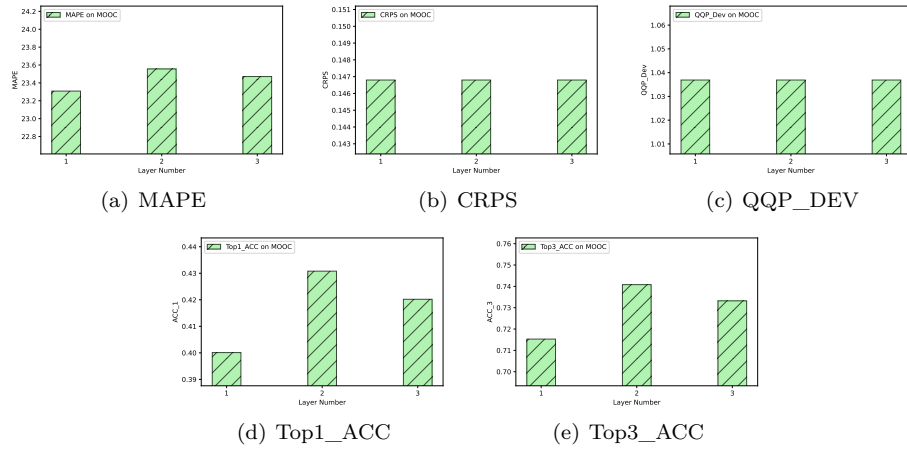 MAPE on MOOC
24.2
24.0
23.8
23.6
23.4
23.2
23.0
22.8
MAPE
1
2
3
Layer Number
(a) MAPE
CRPS on MOOC
0.151
0.150
0.149
0.148
0.147
0.146
0.145
0.144
0.143
CRPS
1
2
3
Layer Number
(b) CRPS
QQP_Dev on MOOC
1.06
1.05
1.04
1.03
1.02
1.01
QQP_Dev
1
2
3
Layer Number
(c) QQP_DEV
Top1_ACC on MOOC
0.44
0.43
0.42
0.41
0.40
0.39
ACC_1
1
2
3
Layer Number
(d) Top1_ACC
Top3_ACC on MOOC
0.76
0.75
0.74
0.73
0.72
0.71
0.70
ACC_3
1
2
3
Layer Number
(e) Top3_ACC